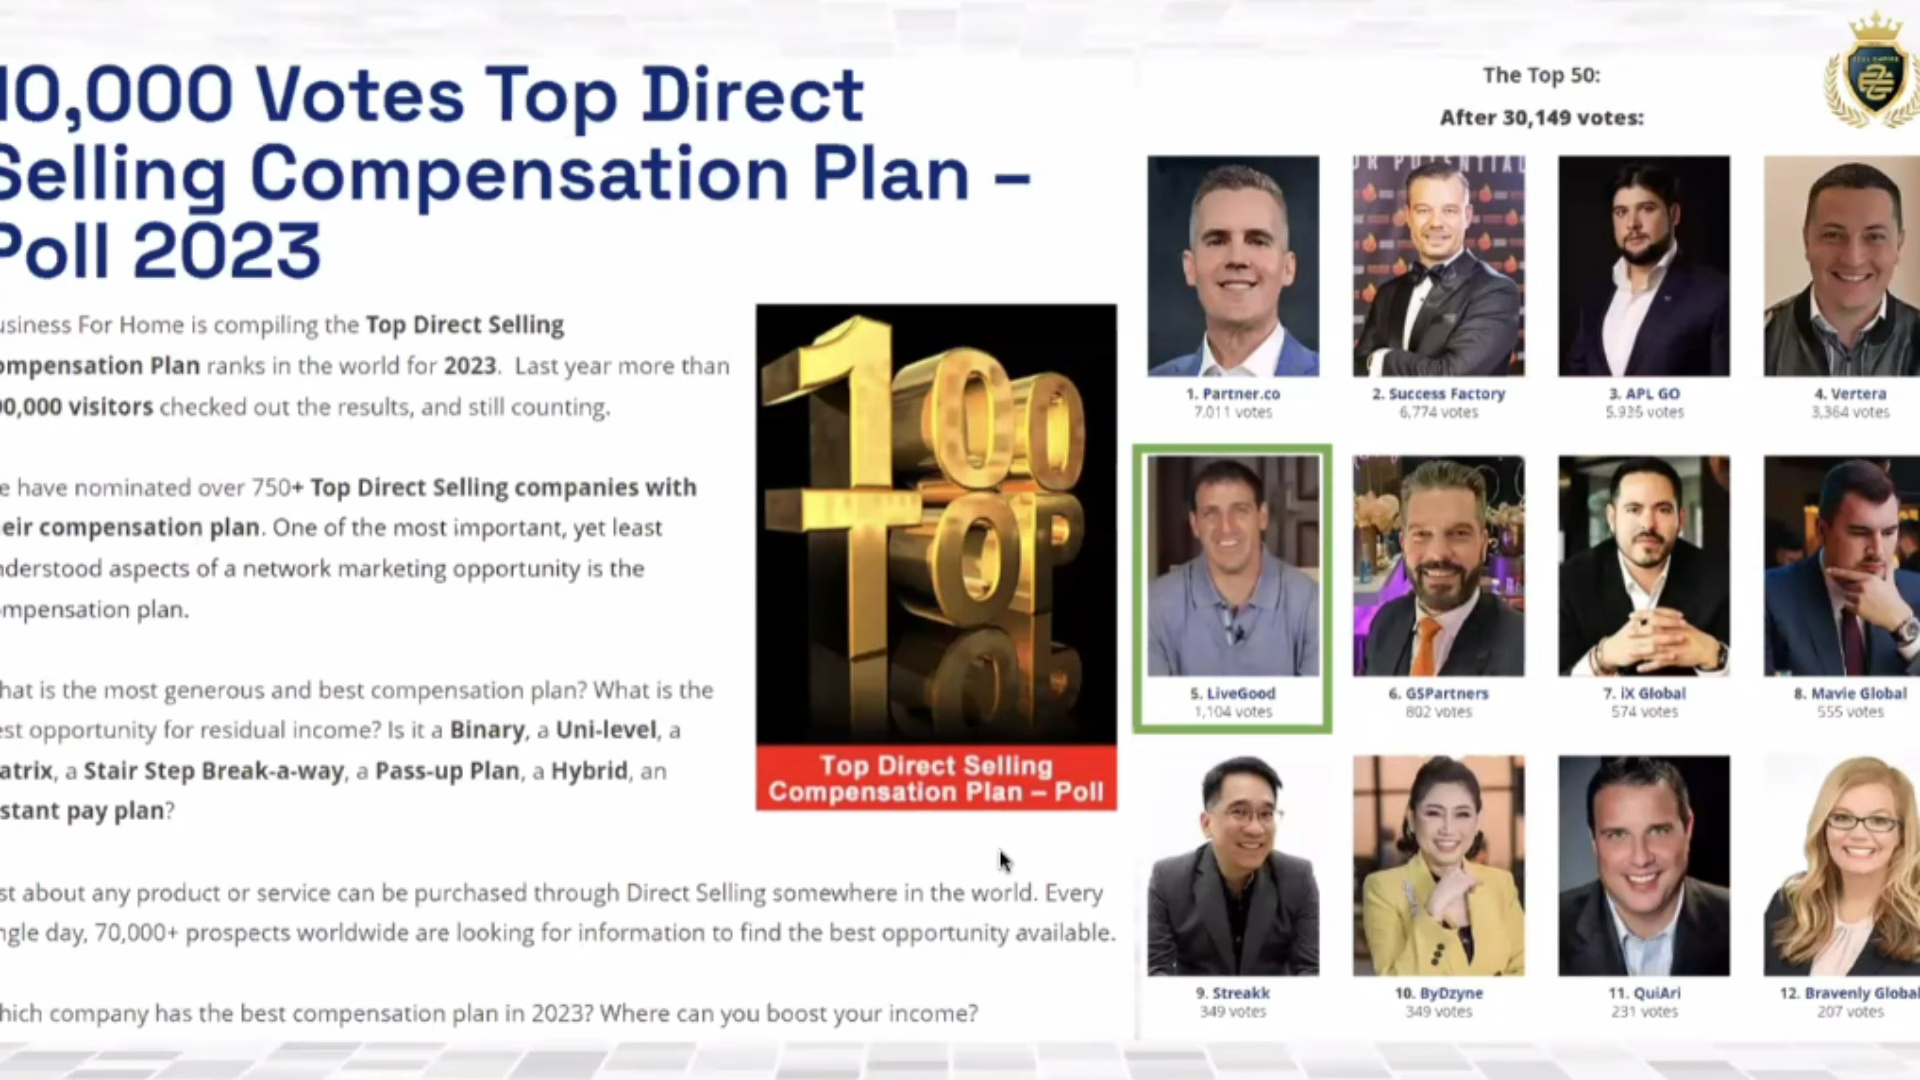 10,000 Votes Top Direct
Selling Compensation Plan –
Poll 2023
usiness For Home is compiling the Top Direct Selling
ompensation Plan ranks in the world for 2023. Last year more than
00,000 visitors checked out the results, and still counting.
e have nominated over 750+ Top Direct Selling companies with
eir compensation plan. One of the most important, yet least
nderstood aspects of a network marketing opportunity is the
ompensation plan.
hat is the most generous and best compensation plan? What is the
est opportunity for residual income? Is it a Binary, a Uni-level, a
atrix, a Stair Step Break-a-way, a Pass-up Plan, a Hybrid, an
stant pay plan?
st about any product or service can be purchased through Direct Selling somewhere in the world. Every
ngle day, 70,000+ prospects worldwide are looking for information to find the best opportunity available.
hich company has the best compensation plan in 2023? Where can you boost your income?
100
TOP
Top Direct Selling
Compensation Plan – Poll
The Top 50:
After 30,149 votes:
OR POTENTIAL
1. Partner.co
7.011 votes
2. Success Factory
6,774 votes
3. APL GO
5.935 votes
4. Vertera
3,364 votes
5. LiveGood
1,104 votes
6. GSPartners
802 votes
7. iX Global
574 votes
8. Mavie Global
555 votes
9. Streakk
349 votes
10. ByDzyne
349 votes
11. QuiAri
231 votes
12. Bravenly Global
207 votes